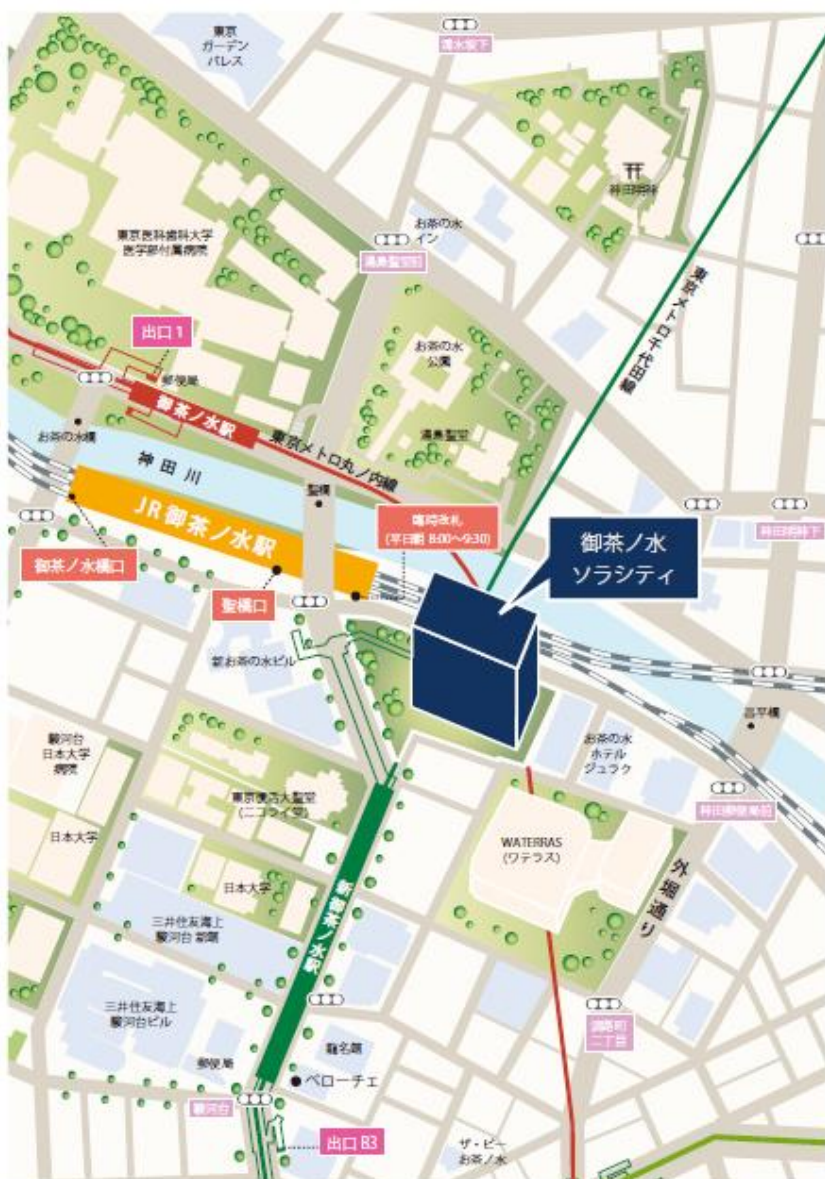 東京
ガーデン
パレス
清水坂下
神田明神
お茶の水
イン
湯島聖堂前
東京医科歯科大学
医学部付属病院
東京メトロ千代田線
出口1
郵便局
お茶の水
公園
御茶ノ水駅
湯島聖堂
お茶の水橋
東京メトロ丸ノ内線
神田川
聖橋
JR御茶ノ水駅
臨時改札
(平日朝 8:00〜9:30)
神田明神下
御茶ノ水
ソラシティ
御茶ノ水橋口
聖橋口
新お茶の水ビル
昌平橋
駿河台
日本大学
病院
お茶の水
ホテル
ジュラク
東京復活大聖堂
(ニコライ堂)
神田郵便局前
日本大学
WATERRAS
(ワテラス)
外堀通り
日本大学
新御茶ノ水駅
三井住友海上
駿河台 新館
三井住友海上
駿河台ビル
淡路町
二丁目
龍名館
郵便局
ベローチェ
駿河台
出口 B3
ザ・ビー
お茶ノ水